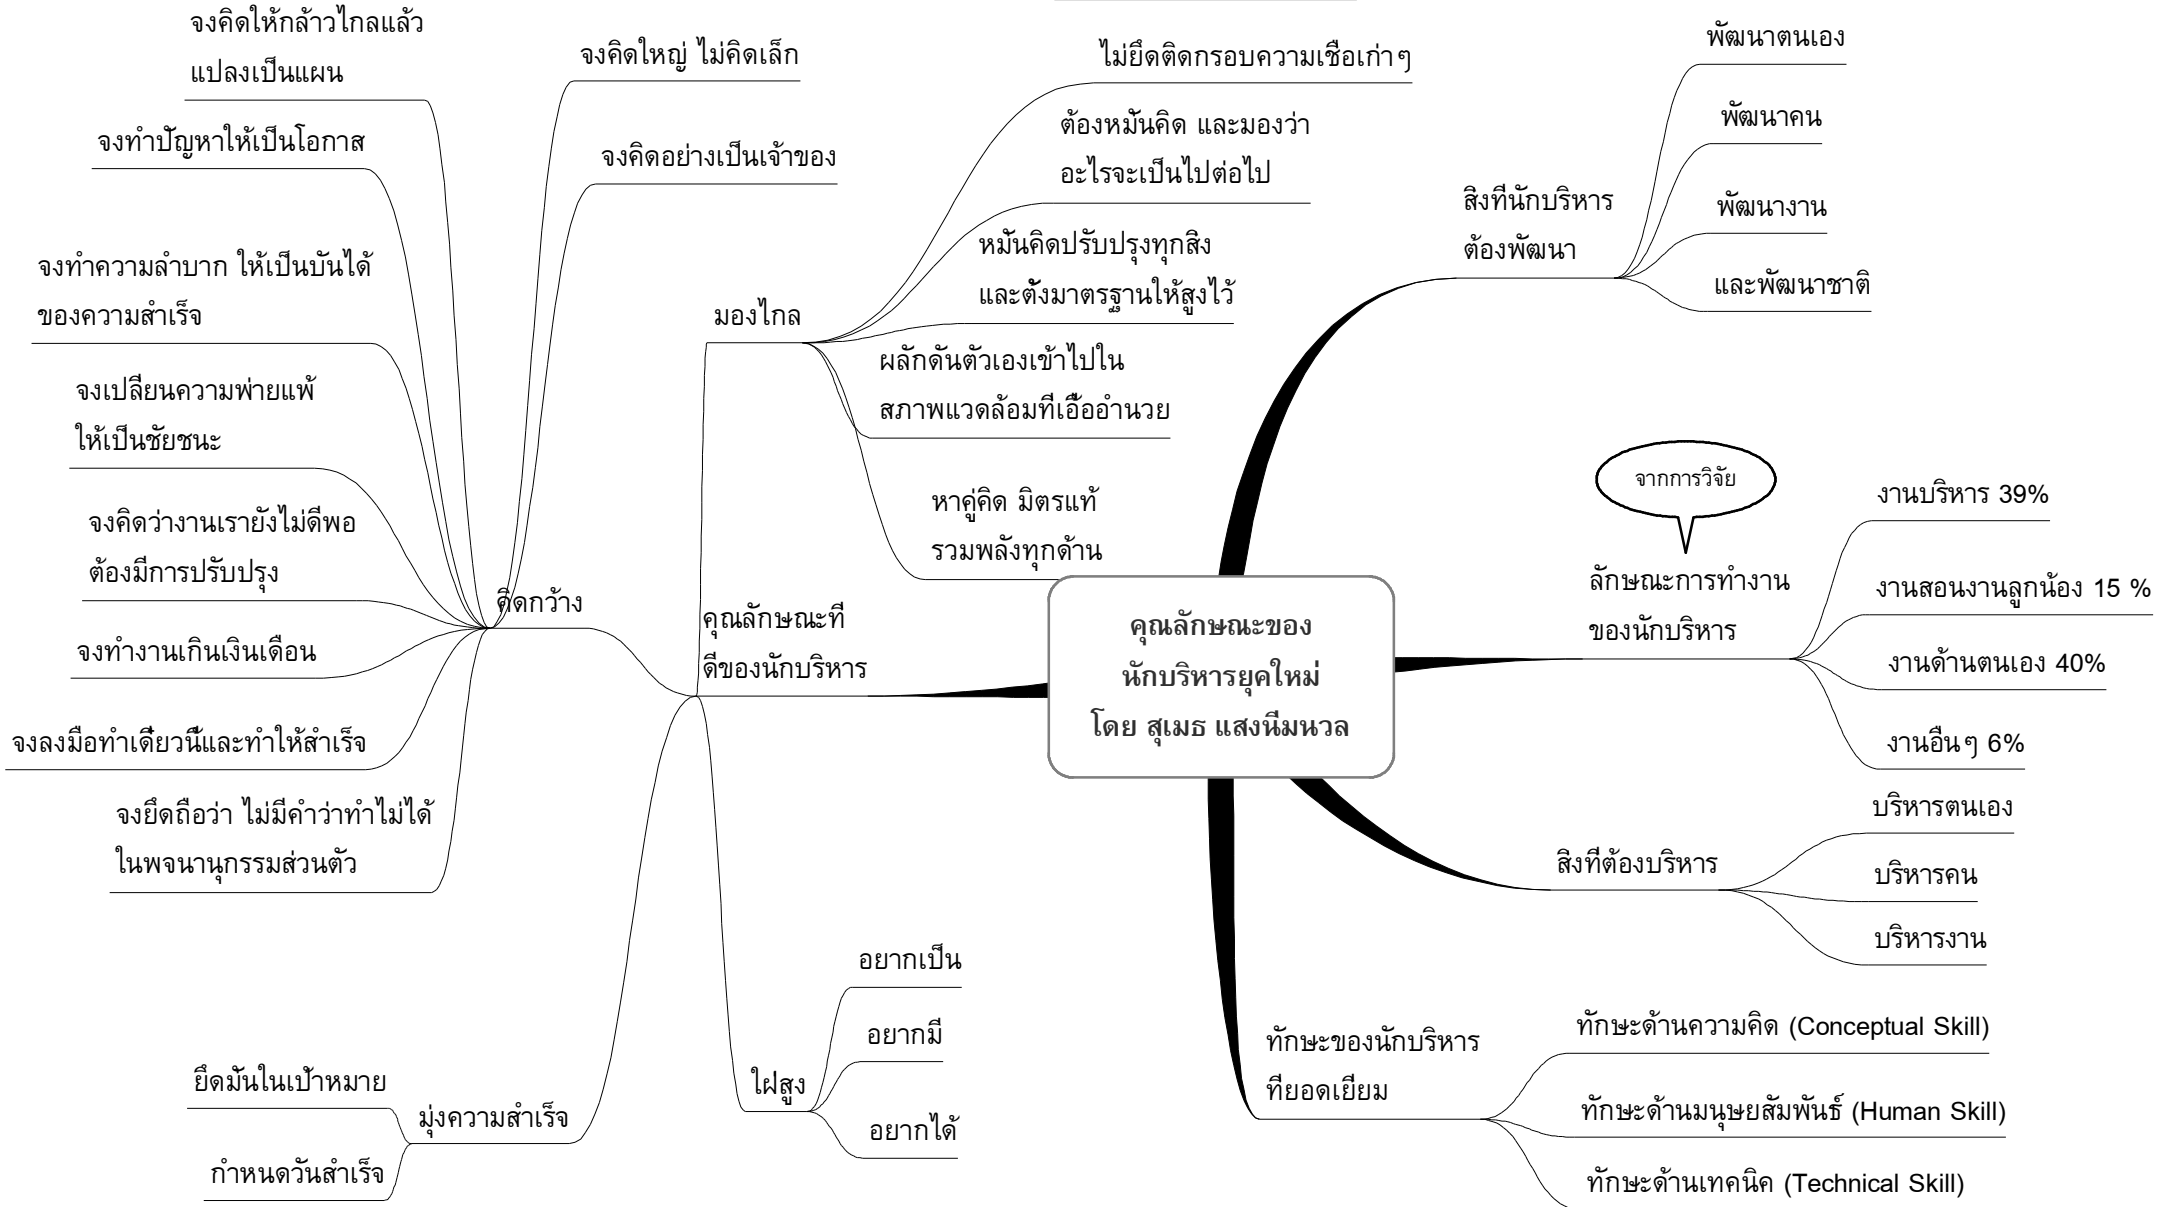 คุณลักษณะของ
นักบริหารยุคใหม่
โดย สุเมธ แสงนิ่มนวล
สิ่งที่นักบริหาร
ต้องพัฒนา
พัฒนาตนเอง
พัฒนาคน
พัฒนางาน
และพัฒนาชาติ
จากการวิจัย
ลักษณะการทำงาน
ของนักบริหาร
งานบริหาร 39%
งานสอนงานลูกน้อง 15 %
งานด้านตนเอง 40%
งานอื่นๆ 6%
สิ่งที่ต้องบริหาร
บริหารตนเอง
บริหารคน
บริหารงาน
ทักษะของนักบริหาร
ที่ยอดเยี่ยม
ทักษะด้านความคิด (Conceptual Skill)
ทักษะด้านมนุษยสัมพันธ์ (Human Skill)
ทักษะด้านเทคนิค (Technical Skill)
คุณลักษณะที่
ดีของนักบริหาร
มองไกล
ไม่ยึดติดกรอบความเชื่อเก่าๆ
ต้องหมั่นคิด และมองว่า
อะไรจะเป็นไปต่อไป
หมั่นคิดปรับปรุงทุกสิ่ง
และตั้งมาตรฐานให้สูงไว้
ผลักดันตัวเองเข้าไปใน
สภาพแวดล้อมที่เอื้ออำนวย
หาคู่คิด มิตรแท้
รวมพลังทุกด้าน
คิดกว้าง
จงคิดใหญ่ ไม่คิดเล็ก
จงคิดอย่างเป็นเจ้าของ
จงคิดให้กล้าวไกลแล้ว
แปลงเป็นแผน
จงทำปัญหาให้เป็นโอกาส
จงทำความลำบาก ให้เป็นบันได้
ของความสำเร็จ
จงเปลี่ยนความพ่ายแพ้
ให้เป็นชัยชนะ
จงคิดว่างานเรายังไม่ดีพอ
ต้องมีการปรับปรุง
จงทำงานเกินเงินเดือน
จงลงมือทำเดี๋ยวนี้และทำให้สำเร็จ
จงยึดถือว่า ไม่มีคำว่าทำไม่ได้
ในพจนานุกรรมส่วนตัว
ใฝ่สูง
อยากเป็น
อยากมี
อยากได้
มุ่งความสำเร็จ
ยึดมั่นในเป้าหมาย
กำหนดวันสำเร็จ